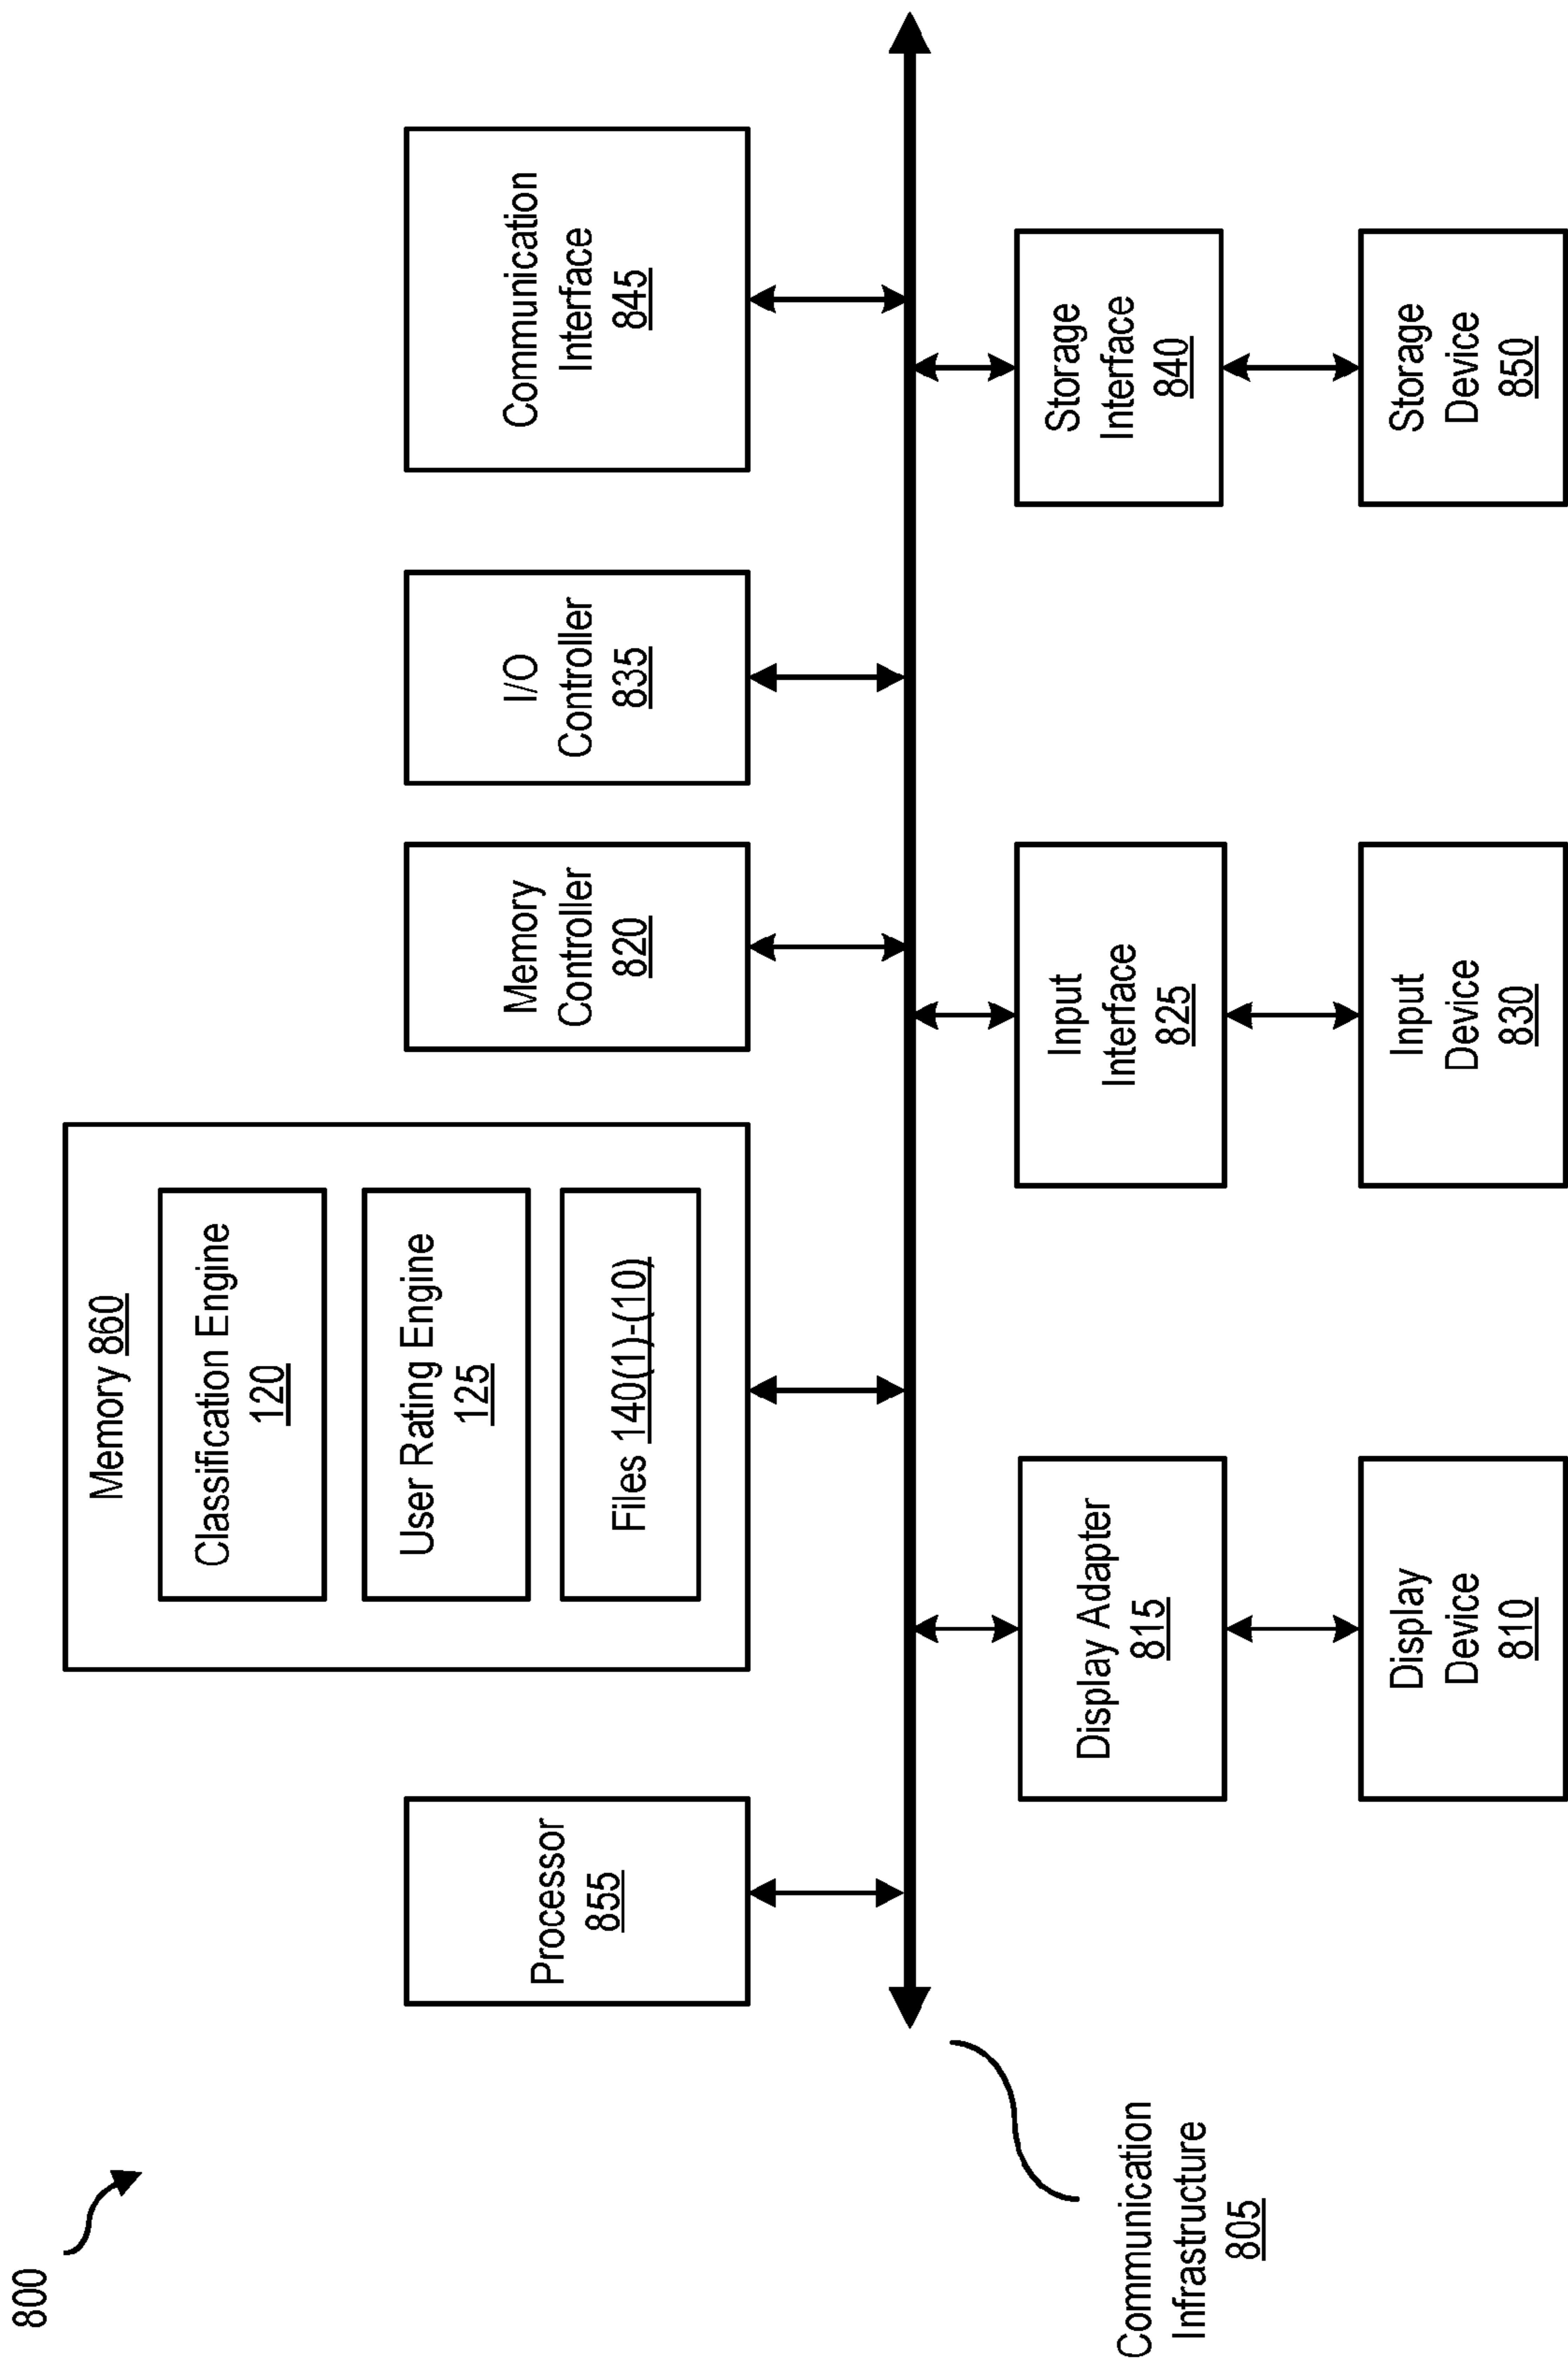 800
Memory 860
Classification Engine
120
User Rating Engine
125
Files 140(1)-(10)
Processor
855
Memory
Controller
820
I/O
Controller
835
Communication
Interface
845
Communication
Infrastructure
805
Display Adapter
815
Input
Interface
825
Storage
Interface
840
Display
Device
810
Input
Device
830
Storage
Device
850